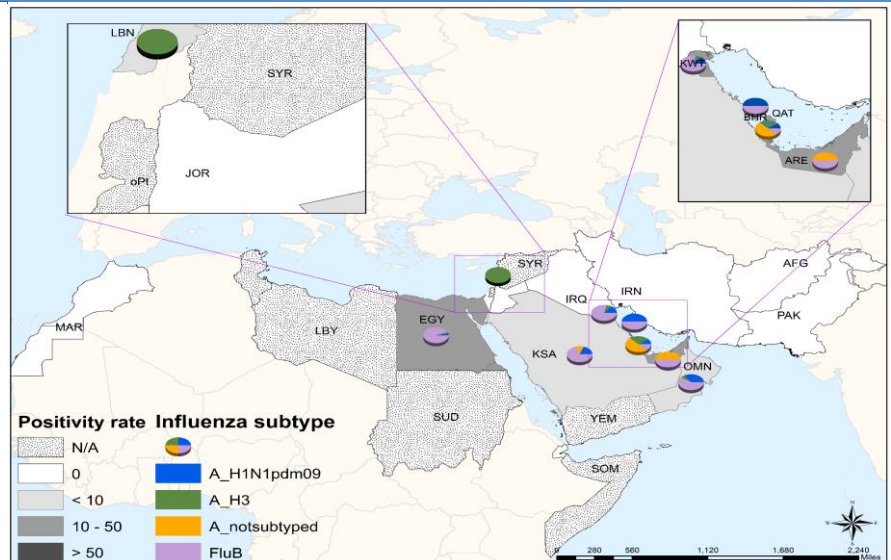 LBN
SYR
oPt
JOR
KWT
QAT
BHR
ARE
SYR
AFG
IRQ
IRN
PAK
MAR
LBY
EGY
KSA
OMN
SUD
YEM
SOM
Positivity rate
N/A
0
< 10
10 - 50
> 50
Influenza subtype
A_H1N1pdm09
A_H3
A_notsubtyped
FluB
0 280 560 1,120 1,680 2,240
Miles